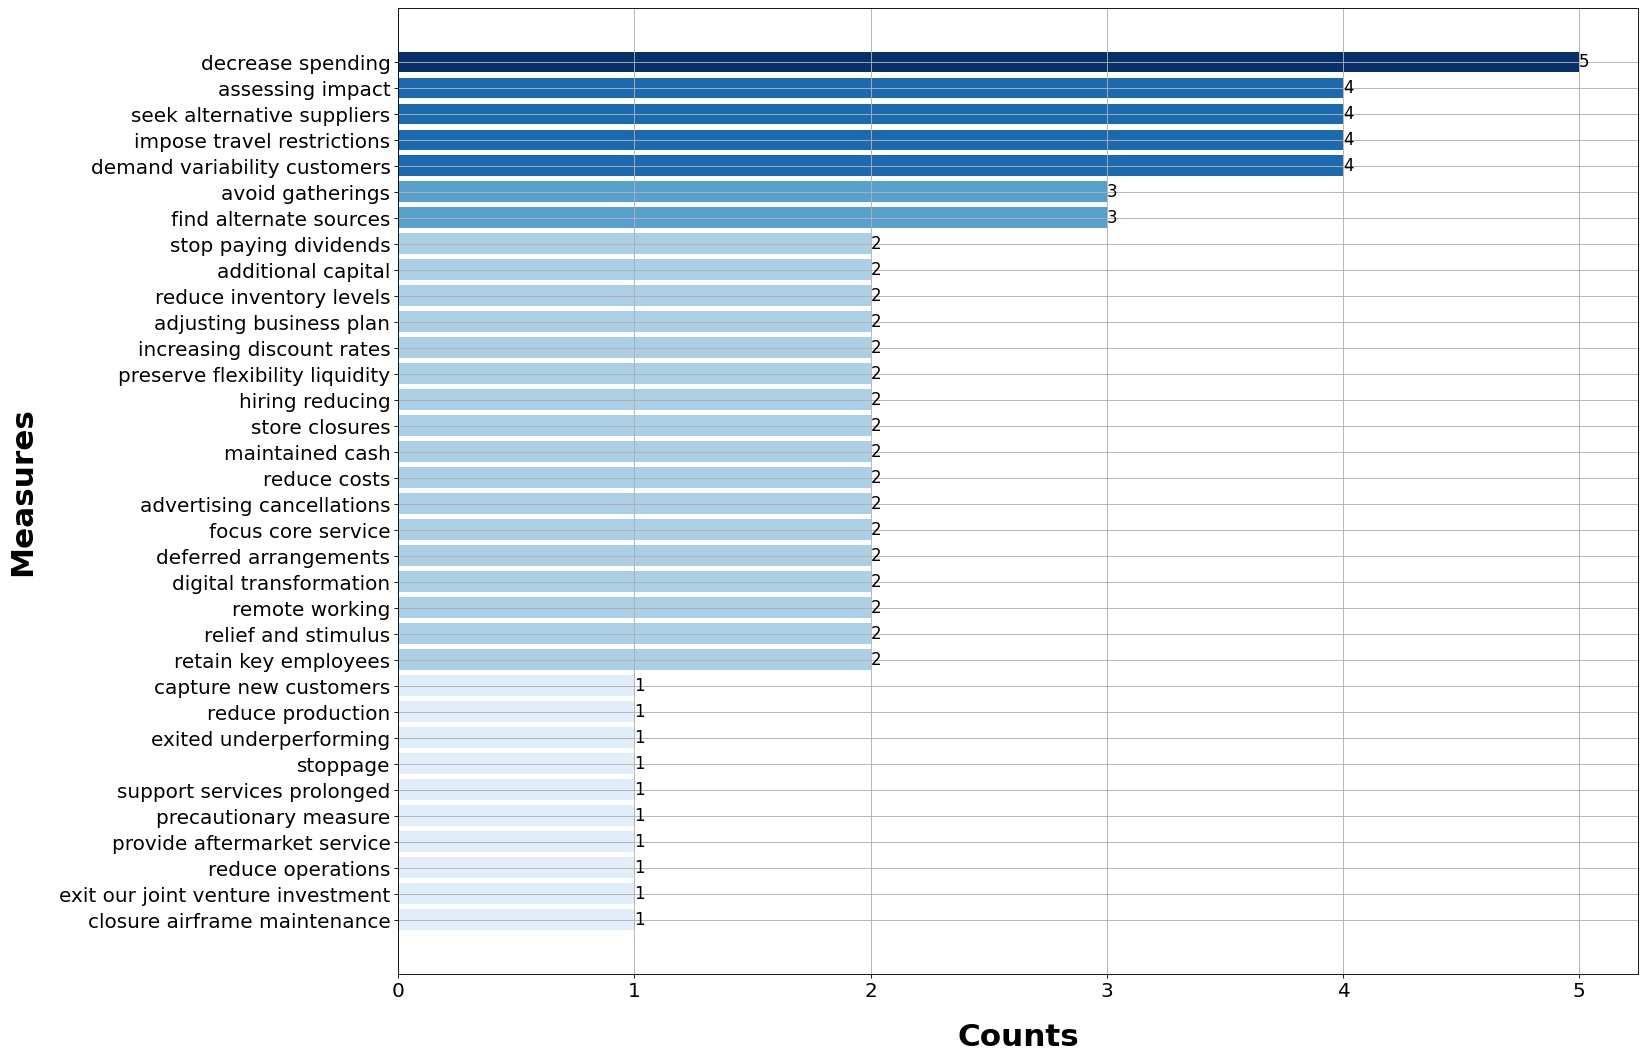 decrease spending 5
assessing impact 4
seek alternative suppliers 4
impose travel restrictions 4
demand variability customers 4
avoid gatherings 3
find alternate sources 3
stop paying dividends 2
additional capital 2
reduce inventory levels 2
adjusting business plan 2
increasing discount rates 2
preserve flexibility liquidity 2
hiring reducing 2
store closures 2
maintained cash 2
reduce costs 2
advertising cancellations 2
focus core service 2
deferred arrangements 2
digital transformation 2
remote working 2
relief and stimulus 2
retain key employees 2
capture new customers 1
reduce production 1
exited underperforming 1
stoppage 1
support services prolonged 1
precautionary measure 1
provide aftermarket service 1
reduce operations 1
exit our joint venture investment 1
closure airframe maintenance 1
Measures
0 1 2 3 4 5
Counts